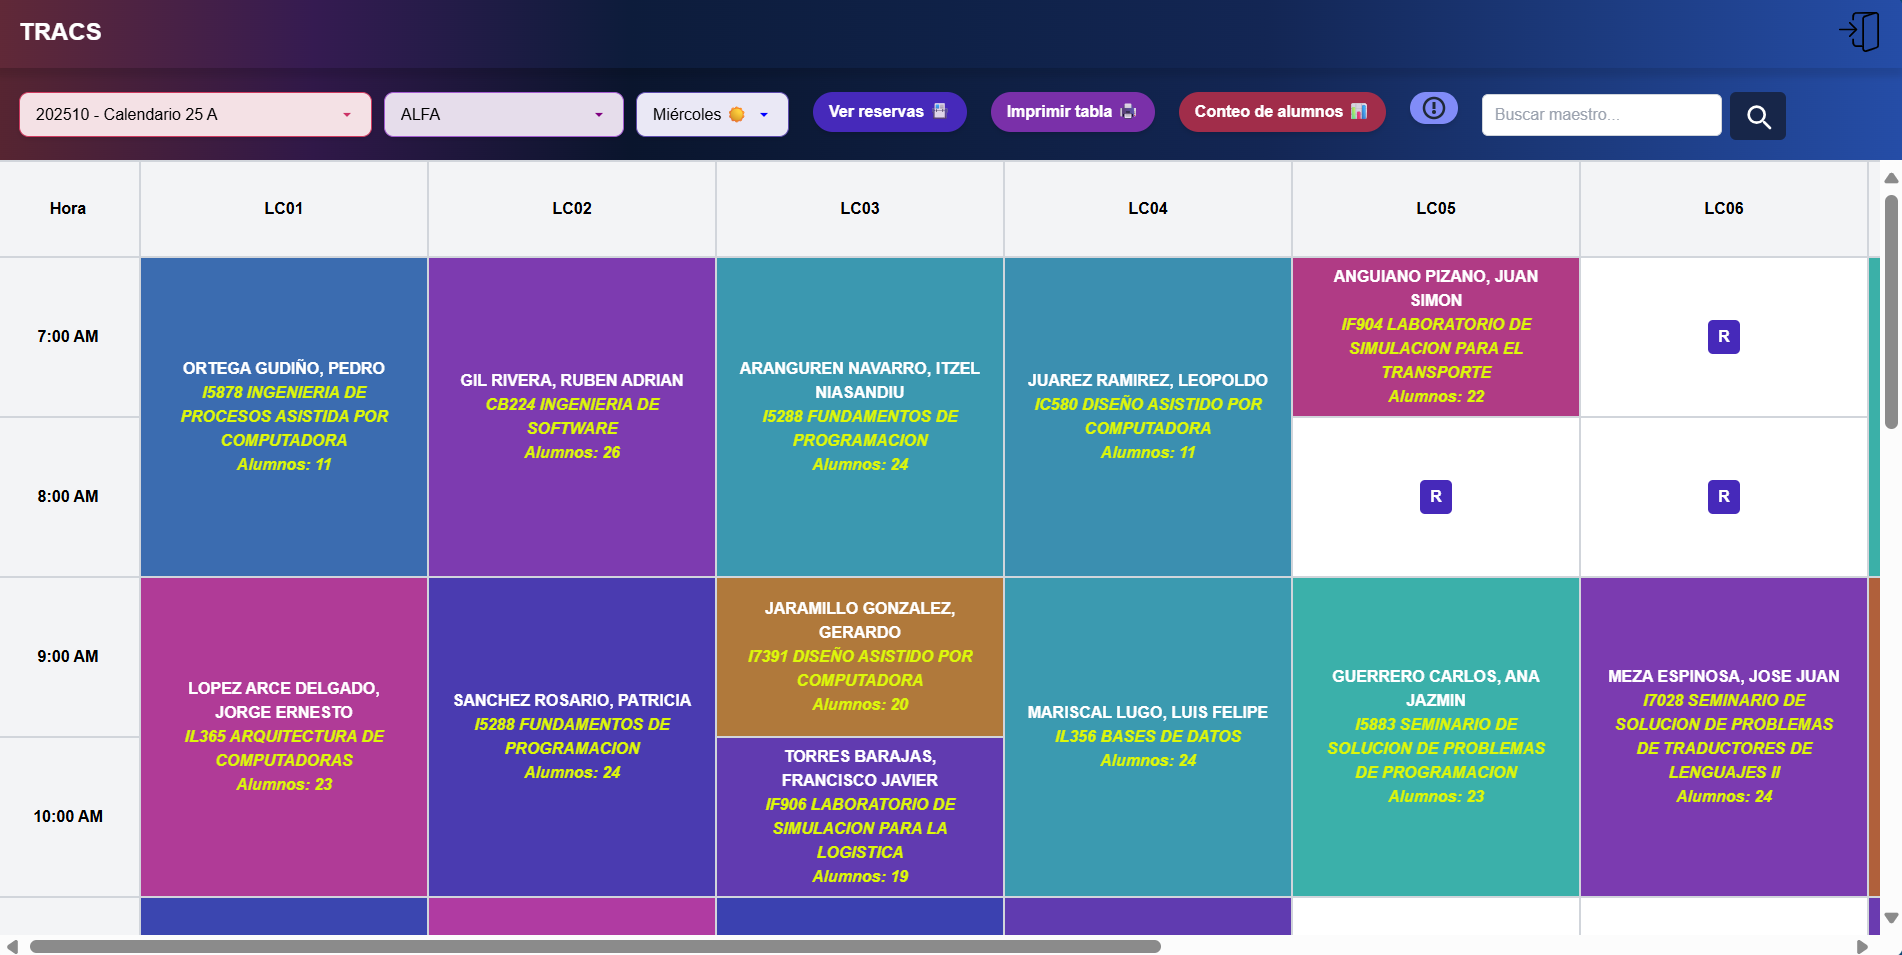 TRACS
202510 - Calendario 25 A
ALFA
Miércoles
Ver reservas
Imprimir tabla
Conteo de alumnos
Buscar maestro...
Hora
LC01
LC02
LC03
LC04
LC05
LC06
7:00 AM
ORTEGA GUDIÑO, PEDRO
I5878 INGENIERIA DE
PROCESOS ASISTIDA POR
COMPUTADORA
Alumnos: 11
GIL RIVERA, RUBEN ADRIAN
CB224 INGENIERIA DE
SOFTWARE
Alumnos: 26
ARANGUREN NAVARRO, ITZEL
NIASANDIU
I5288 FUNDAMENTOS DE
PROGRAMACION
Alumnos: 24
JUAREZ RAMIREZ, LEOPOLDO
IC580 DISEÑO ASISTIDO POR
COMPUTADORA
Alumnos: 11
ANGUIANO PIZANO, JUAN
SIMON
IF904 LABORATORIO DE
SIMULACION PARA EL
TRANSPORTE
Alumnos: 22
R
8:00 AM
R
R
9:00 AM
LOPEZ ARCE DELGADO,
JORGE ERNESTO
IL365 ARQUITECTURA DE
COMPUTADORAS
Alumnos: 23
SANCHEZ ROSARIO, PATRICIA
I5288 FUNDAMENTOS DE
PROGRAMACION
Alumnos: 24
JARAMILLO GONZALEZ,
GERARDO
I7391 DISEÑO ASISTIDO POR
COMPUTADORA
Alumnos: 20
MARISCAL LUGO, LUIS FELIPE
IL356 BASES DE DATOS
Alumnos: 24
GUERRERO CARLOS, ANA
JAZMIN
I5883 SEMINARIO DE
SOLUCION DE PROBLEMAS
DE PROGRAMACION
Alumnos: 23
MEZA ESPINOSA, JOSE JUAN
I7028 SEMINARIO DE
SOLUCION DE PROBLEMAS
DE TRADUCTORES DE
LENGUAJES II
Alumnos: 24
10:00 AM
TORRES BARAJAS,
FRANCISCO JAVIER
IF906 LABORATORIO DE
SIMULACION PARA LA
LOGISTICA
Alumnos: 19